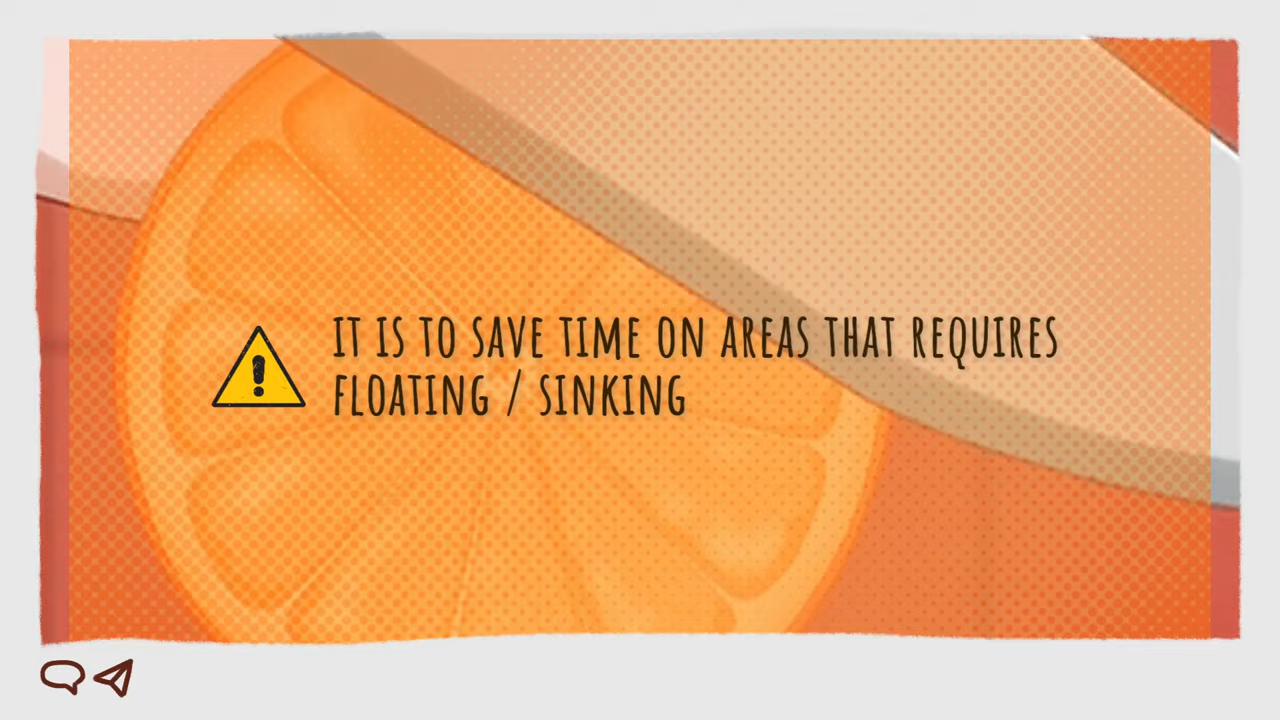 IT IS TO SAVE TIME ON AREAS THAT REQUIRES
FLOATING / SINKING